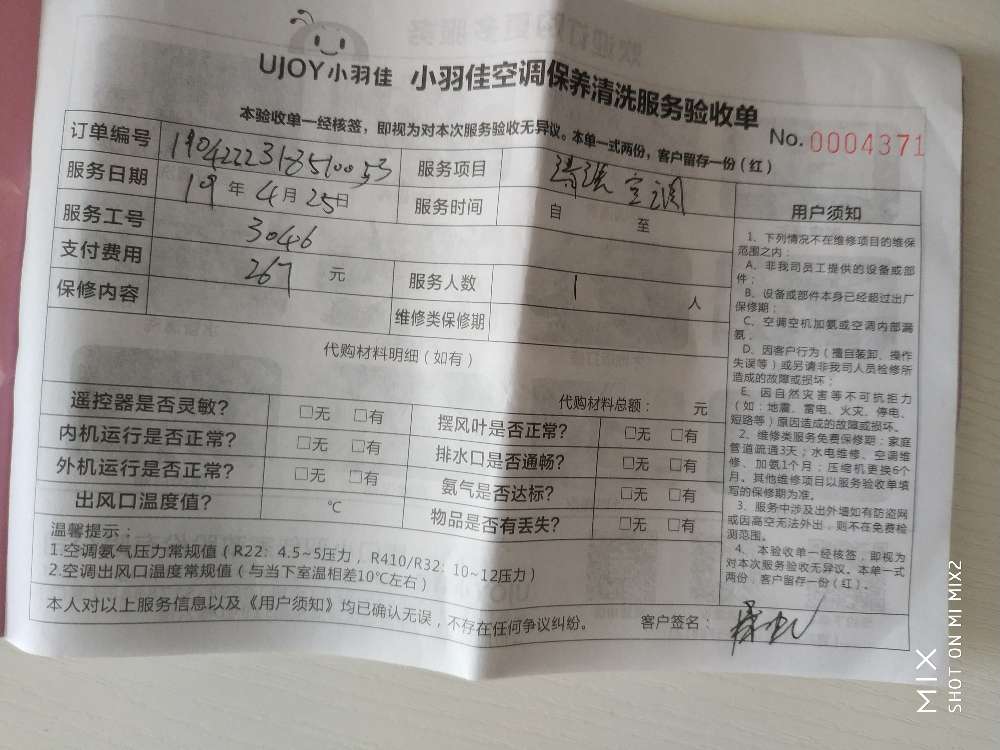 UJOY小羽佳 小羽佳空调保养清洗服务验收单
本验收单一经核签，即视为对本次服务验收无异议。本单一式两份，客户留存一份（红）
No. 0004371
订单编号 1904222318510053 服务项目 清洗空调
服务日期 19年4月25日 服务时间 自 至
服务工号 3046
支付费用 267 元 服务人数 1 人
保修内容 维修类保修期
代购材料明细（如有）
代购材料总额： 元
遥控器是否灵敏？ □无 □有 摆风叶是否正常？ □无 □有
内机运行是否正常？ □无 □有 排水口是否通畅？ □无 □有
外机运行是否正常？ □无 □有 氨气是否达标？ □无 □有
出风口温度值？ ℃ 物品是否有丢失？ □无 □有
温馨提示：
1.空调氨气压力常规值（R22：4.5~5压力，R410/R32：10~12压力）
2.空调出风口温度常规值（与当下室温相差10℃左右）
本人对以上服务信息以及《用户须知》均已确认无误，不存在任何争议纠纷。 客户签名：
用户须知
1、下列情况不在维修项目的维保
范围之内：
A、非我司员工提供的设备或部
件；
B、设备或部件本身已经超过出厂
保修期；
C、空调空机加氨或空调内部漏
氨；
D、因客户行为（擅自装卸、操作
失误等）或另请非我司人员检修所
造成的故障或损坏；
E、因自然灾害等不可抗拒力
（如：地震、雷电、火灾、停电、
短路等）原因造成的故障或损坏。
2、维修类服务免费保修期：家庭
管道疏通3天；水电维修、空调维
修、加氨1个月；压缩机更换6个
月。其他维修项目以服务验收单填
写的保修期为准。
3、服务中涉及出外墙如有防盗网
或因高空无法外出，则不在免费检
测范围。
4、本验收单一经核签，即视为
对本次服务验收无异议。本单一式
两份，客户留存一份（红）。
MIX
SHOT ON MI MIX2